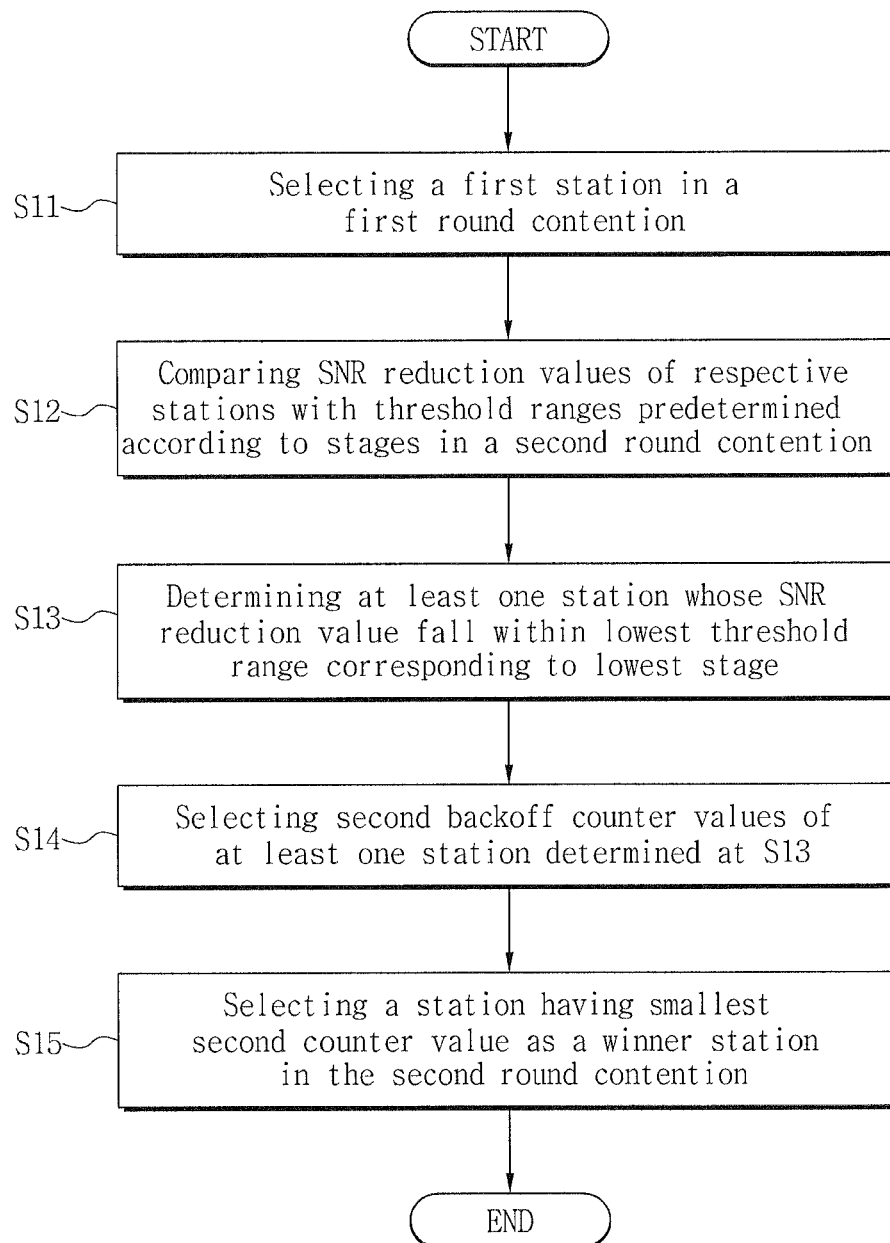 START
S11
Selecting a first station in a
first round contention
S12
Comparing SNR reduction values of respective
stations with threshold ranges predetermined
according to stages in a second round contention
S13
Determining at least one station whose SNR
reduction value fall within lowest threshold
range corresponding to lowest stage
S14
Selecting second backoff counter values of
at least one station determined at S13
S15
Selecting a station having smallest
second counter value as a winner station
in the second round contention
END